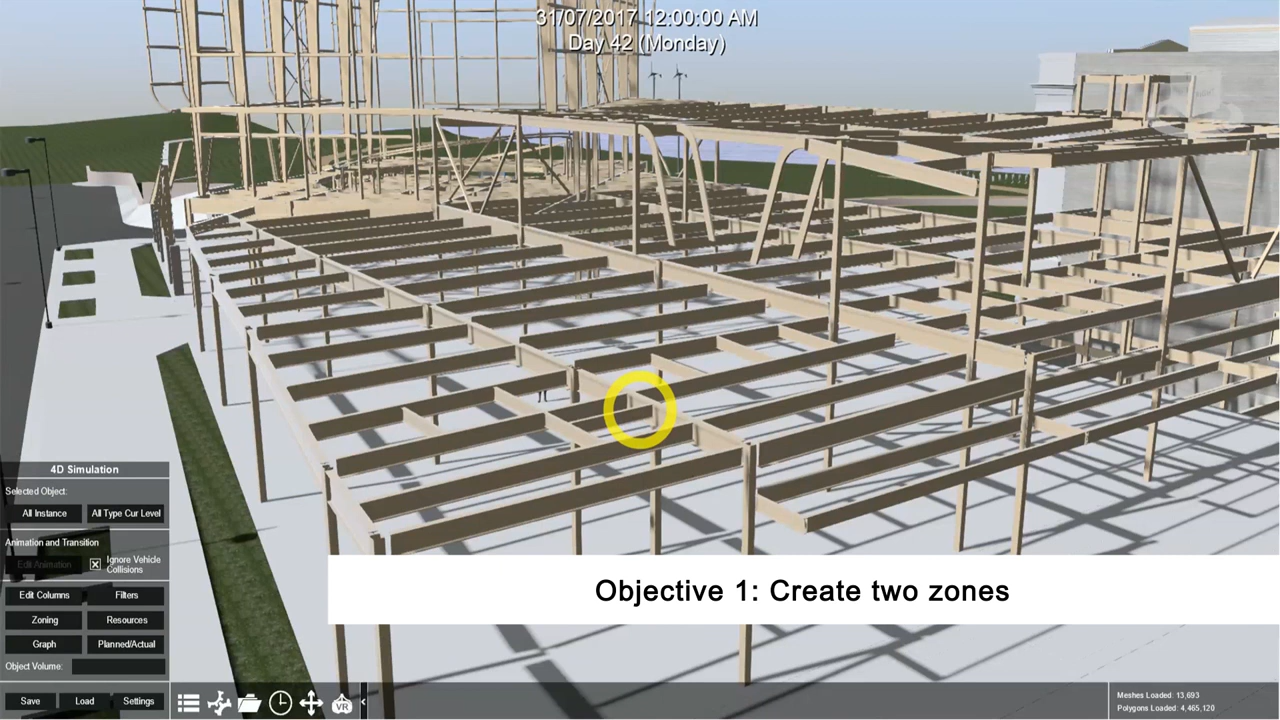 31/07/2017 12:00:00 AM
Day 42 (Monday)
4D Simulation
Selected Object:
All Instance
All Type Cur Level
Animation and Transition
Edit Animation
Ignore Vehicle
Collisions
Edit Columns
Filters
Zoning
Resources
Graph
Planned/Actual
Object Volume:
Objective 1: Create two zones
Save
Load
Settings
VR
Meshes Loaded: 13,693
Polygons Loaded: 4,465,120